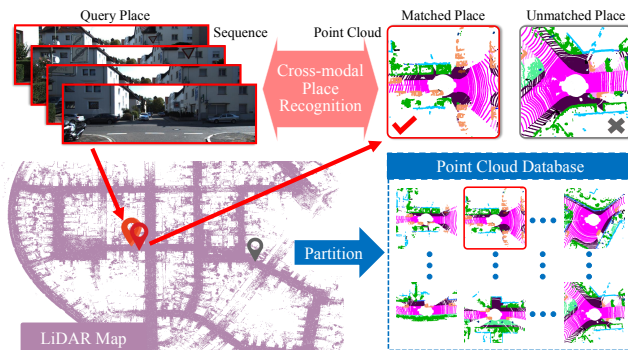 Query Place
Sequence
Point Cloud
Matched Place
Unmatched Place
Cross-modal
Place
Recognition
Point Cloud Database
Partition
LiDAR Map